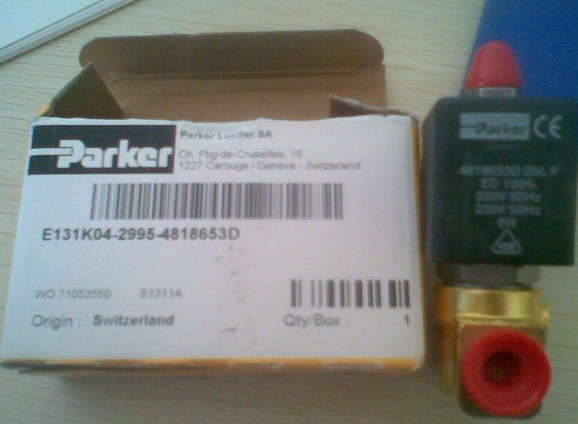 Parker
Parker Lucifer SA
Ch. Fbg-de-Cruseilles, 16
1227 Carouge / Geneva - Switzerland
E131K04-2995-4818653D
WO 71053550 S1311A
Origin : Switzerland
Qty/Box : 1
Parker CE
4818653D
ED 100%
220V 50Hz
230V 50Hz